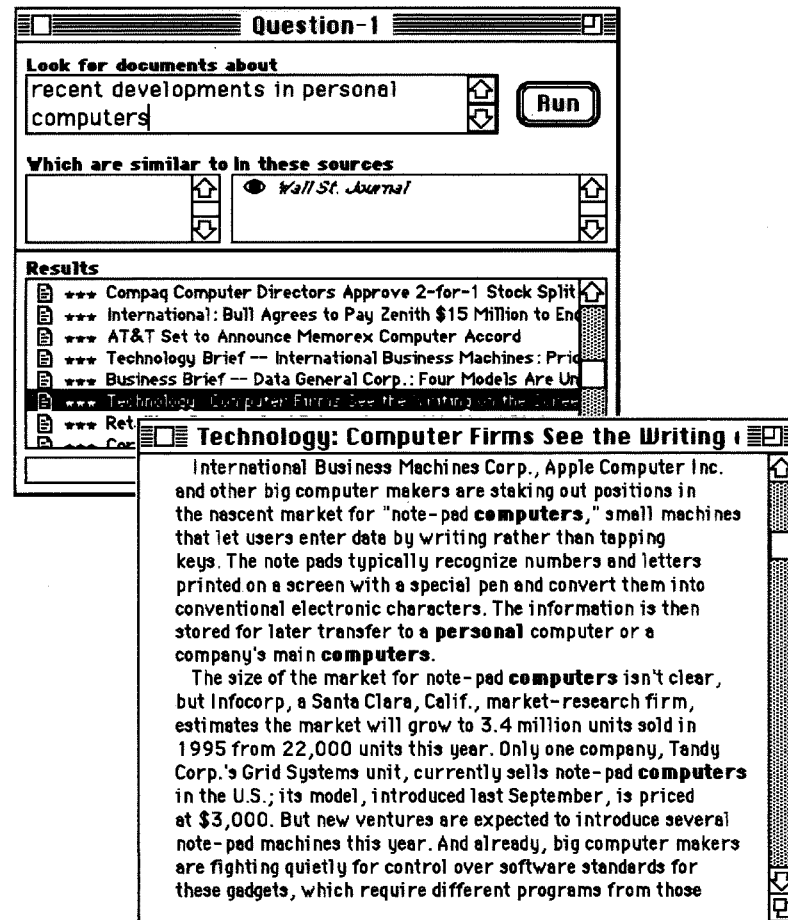 Question-1
Look for documents about
recent developments in personal
computers
Run
Which are similar to In these sources
Wall St. Journal
Results
*** Compaq Computer Directors Approve 2-for-1 Stock Split
*** International: Bull Agrees to Pay Zenith $15 Million to En
*** AT&T Set to Announce Memorex Computer Accord
*** Technology Brief -- International Business Machines: Pric
*** Business Brief -- Data General Corp.: Four Models Are Un
*** Technology: Computer Firms See the Writing on the Scree
*** Ret
*** Cor
Technology: Computer Firms See the Writing
International Business Machines Corp., Apple Computer Inc.
and other big computer makers are staking out positions in
the nascent market for "note-pad computers," small machines
that let users enter data by writing rather than tapping
keys. The note pads typically recognize numbers and letters
printed on a screen with a special pen and convert them into
conventional electronic characters. The information is then
stored for later transfer to a personal computer or a
company's main computers.
The size of the market for note-pad computers isn't clear,
but Infocorp, a Santa Clara, Calif., market-research firm,
estimates the market will grow to 3.4 million units sold in
1995 from 22,000 units this year. Only one company, Tandy
Corp.'s Grid Systems unit, currently sells note-pad computers
in the U.S.; its model, introduced last September, is priced
at $3,000. But new ventures are expected to introduce several
note-pad machines this year. And already, big computer makers
are fighting quietly for control over software standards for
these gadgets, which require different programs from those